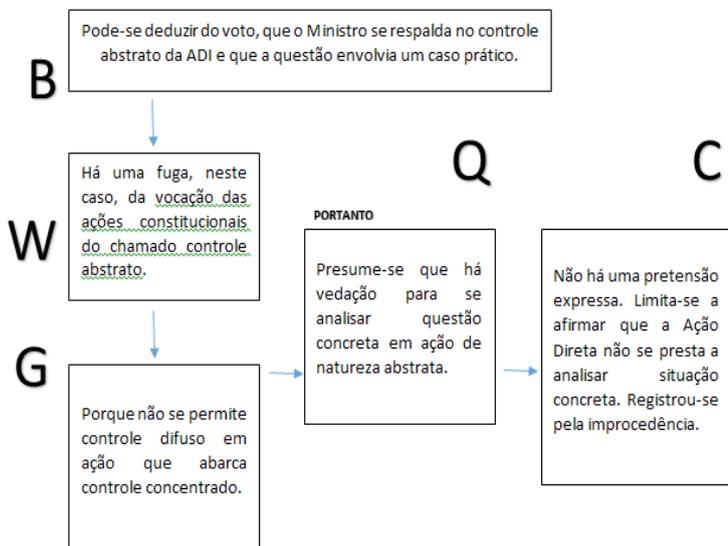 Pode-se deduzir do voto, que o Ministro se respalda no controle
abstrato da ADI e que a questão envolvia um caso prático.
B
Há uma fuga, neste
caso, da vocação das
ações constitucionais
do chamado controle
abstrato.
W
Q
C
PORTANTO
Presume-se que há
vedação para se
analisar questão
concreta em ação de
natureza abstrata.
Não há uma pretensão
expressa. Limita-se a
afirmar que a Ação
Direta não se presta a
analisar situação
concreta. Registrou-se
pela improcedência.
G
Porque não se permite
controle difuso em
ação que abarca
controle concentrado.